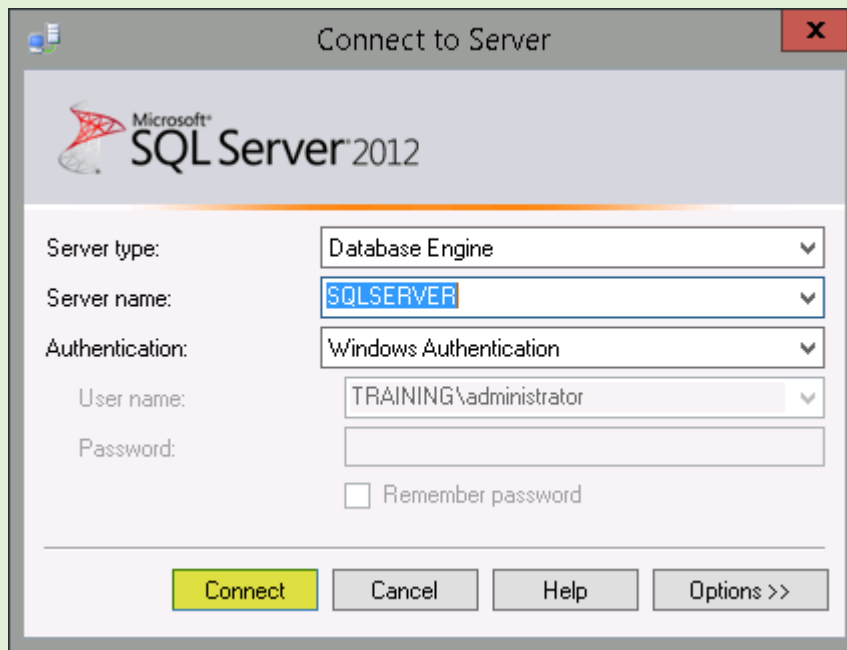 Connect to Server
x
Microsoft®
SQL Server® 2012
Server type: Database Engine
Server name: SQLSERVER
Authentication: Windows Authentication
User name: TRAINING\administrator
Password:
Remember password
Connect Cancel Help Options >>